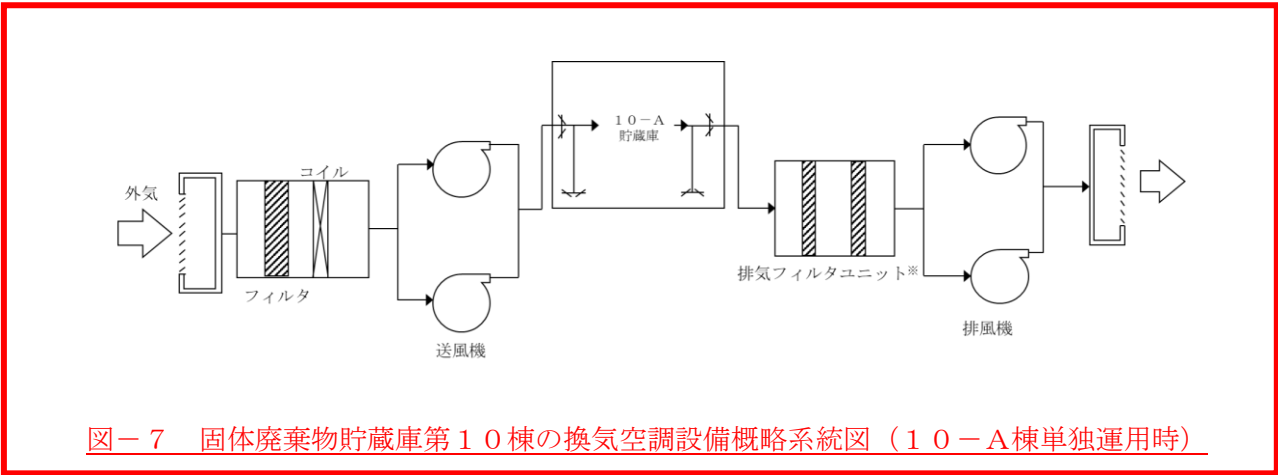 外気
コイル
フィルタ
送風機
１０－Ａ
貯蔵庫
排気フィルタユニット※
排風機
図－７　固体廃棄物貯蔵庫第１０棟の換気空調設備概略系統図（１０－Ａ棟単独運用時）